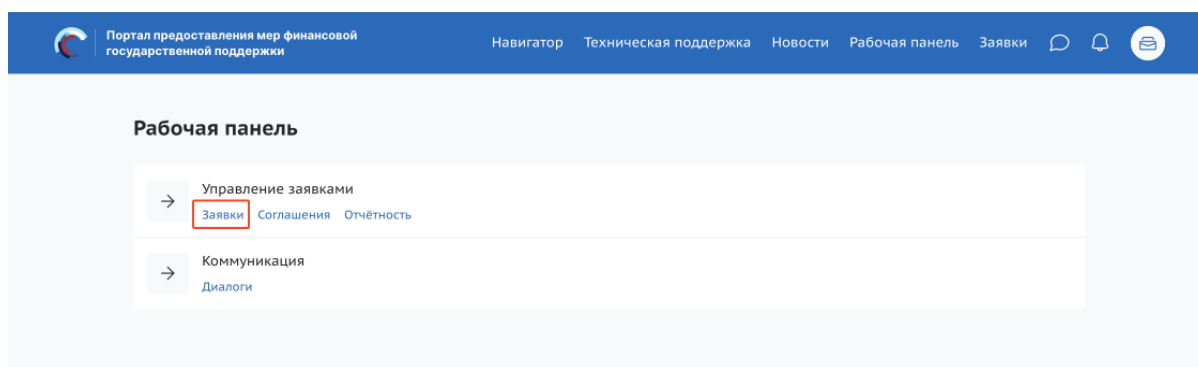 Портал предоставления мер финансовой
государственной поддержки
Навигатор Техническая поддержка Новости Рабочая панель Заявки
Рабочая панель
Управление заявками
Заявки Соглашения Отчётность
Коммуникация
Диалоги